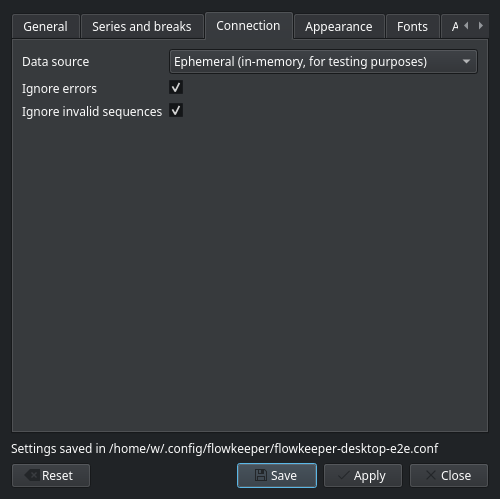 General Series and breaks Connection Appearance Fonts
Data source Ephemeral (in-memory, for testing purposes)
Ignore errors
Ignore invalid sequences
Settings saved in /home/w/.config/flowkeeper/flowkeeper-desktop-e2e.conf
Reset Save Apply Close